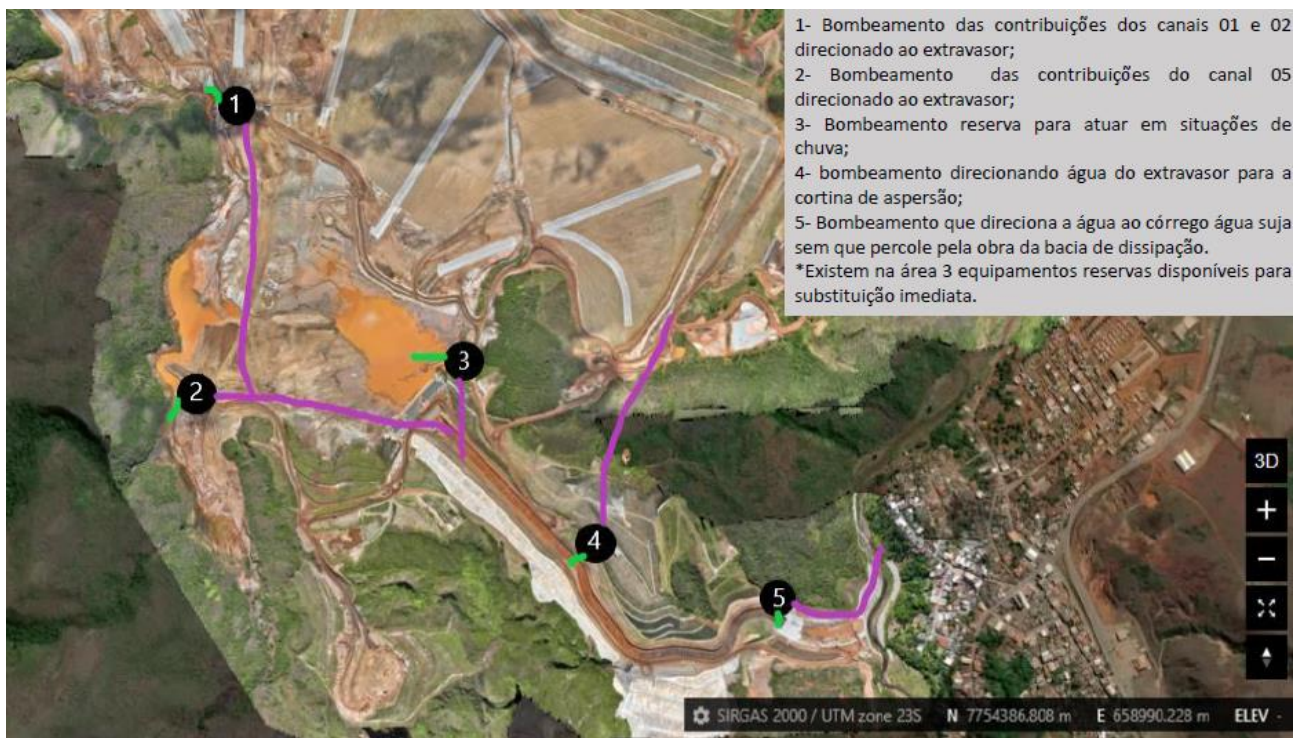 1- Bombeamento das contribuições dos canais 01 e 02
direcionado ao extravasor;
2- Bombeamento das contribuições do canal 05
direcionado ao extravasor;
3- Bombeamento reserva para atuar em situações de
chuva;
4- bombeamento direcionando água do extravasor para a
cortina de aspersão;
5- Bombeamento que direciona a água ao córrego água suja
sem que percole pela obra da bacia de dissipação.
*Existem na área 3 equipamentos reservas disponíveis para
substituição imediata.
1
2
3
4
5
3D
+
−
SIRGAS 2000 / UTM zone 23S N 7754386.808 m E 658990.228 m ELEV -